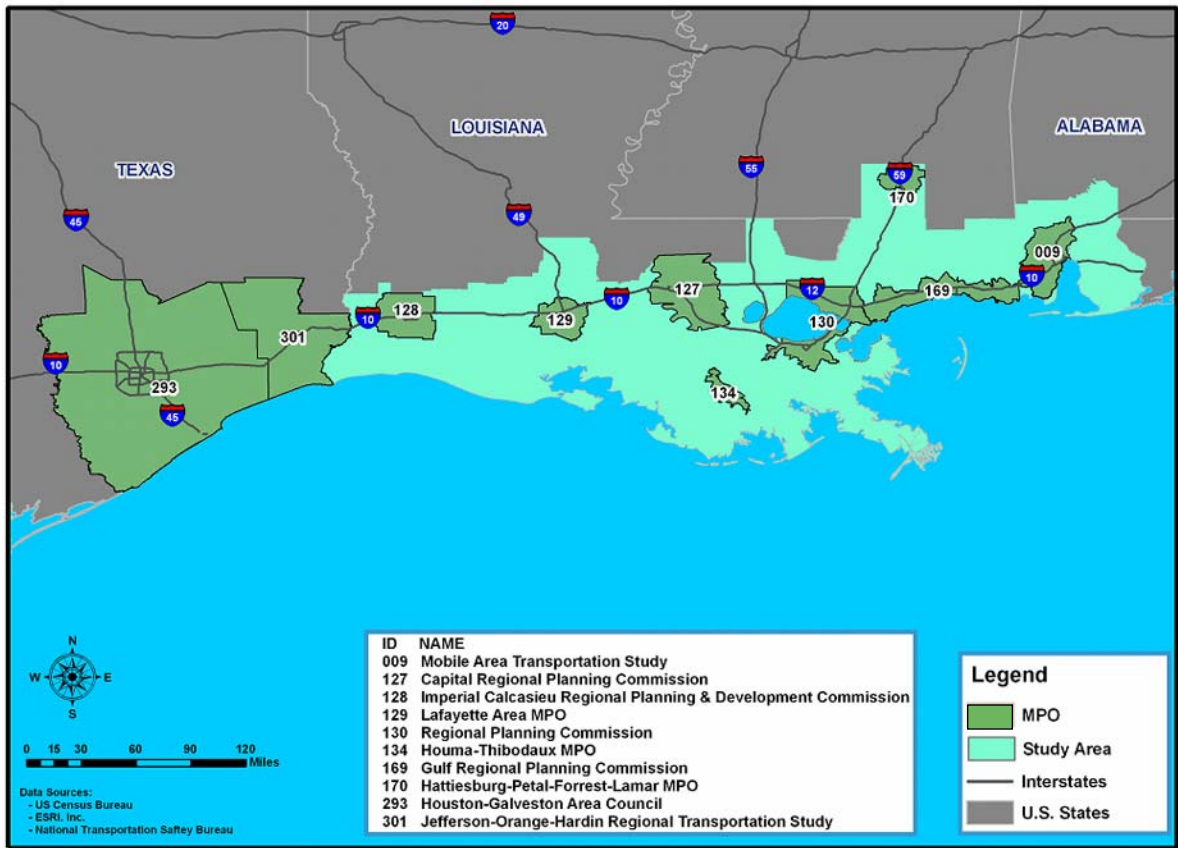 20
LOUISIANA
ALABAMA
TEXAS
55
59
170
45
49
009
10
127
12
169
10
10
128
129
130
10
301
10
293
134
45
N
W E
S
0 15 30 60 90 120
Miles
Data Sources:
- US Census Bureau
- ESRI. Inc.
- National Transportation Saftey Bureau
ID NAME
009 Mobile Area Transportation Study
127 Capital Regional Planning Commission
128 Imperial Calcasieu Regional Planning & Development Commission
129 Lafayette Area MPO
130 Regional Planning Commission
134 Houma-Thibodaux MPO
169 Gulf Regional Planning Commission
170 Hattiesburg-Petal-Forrest-Lamar MPO
293 Houston-Galveston Area Council
301 Jefferson-Orange-Hardin Regional Transportation Study
Legend
MPO
Study Area
Interstates
U.S. States